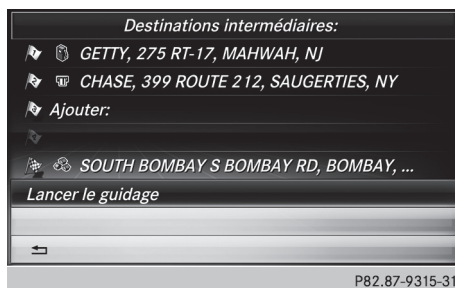 Destinations intermédiaires:
GETTY, 275 RT-17, MAHWAH, NJ
CHASE, 399 ROUTE 212, SAUGERTIES, NY
Ajouter:
SOUTH BOMBAY S BOMBAY RD, BOMBAY, ...
Lancer le guidage
P82.87-9315-31